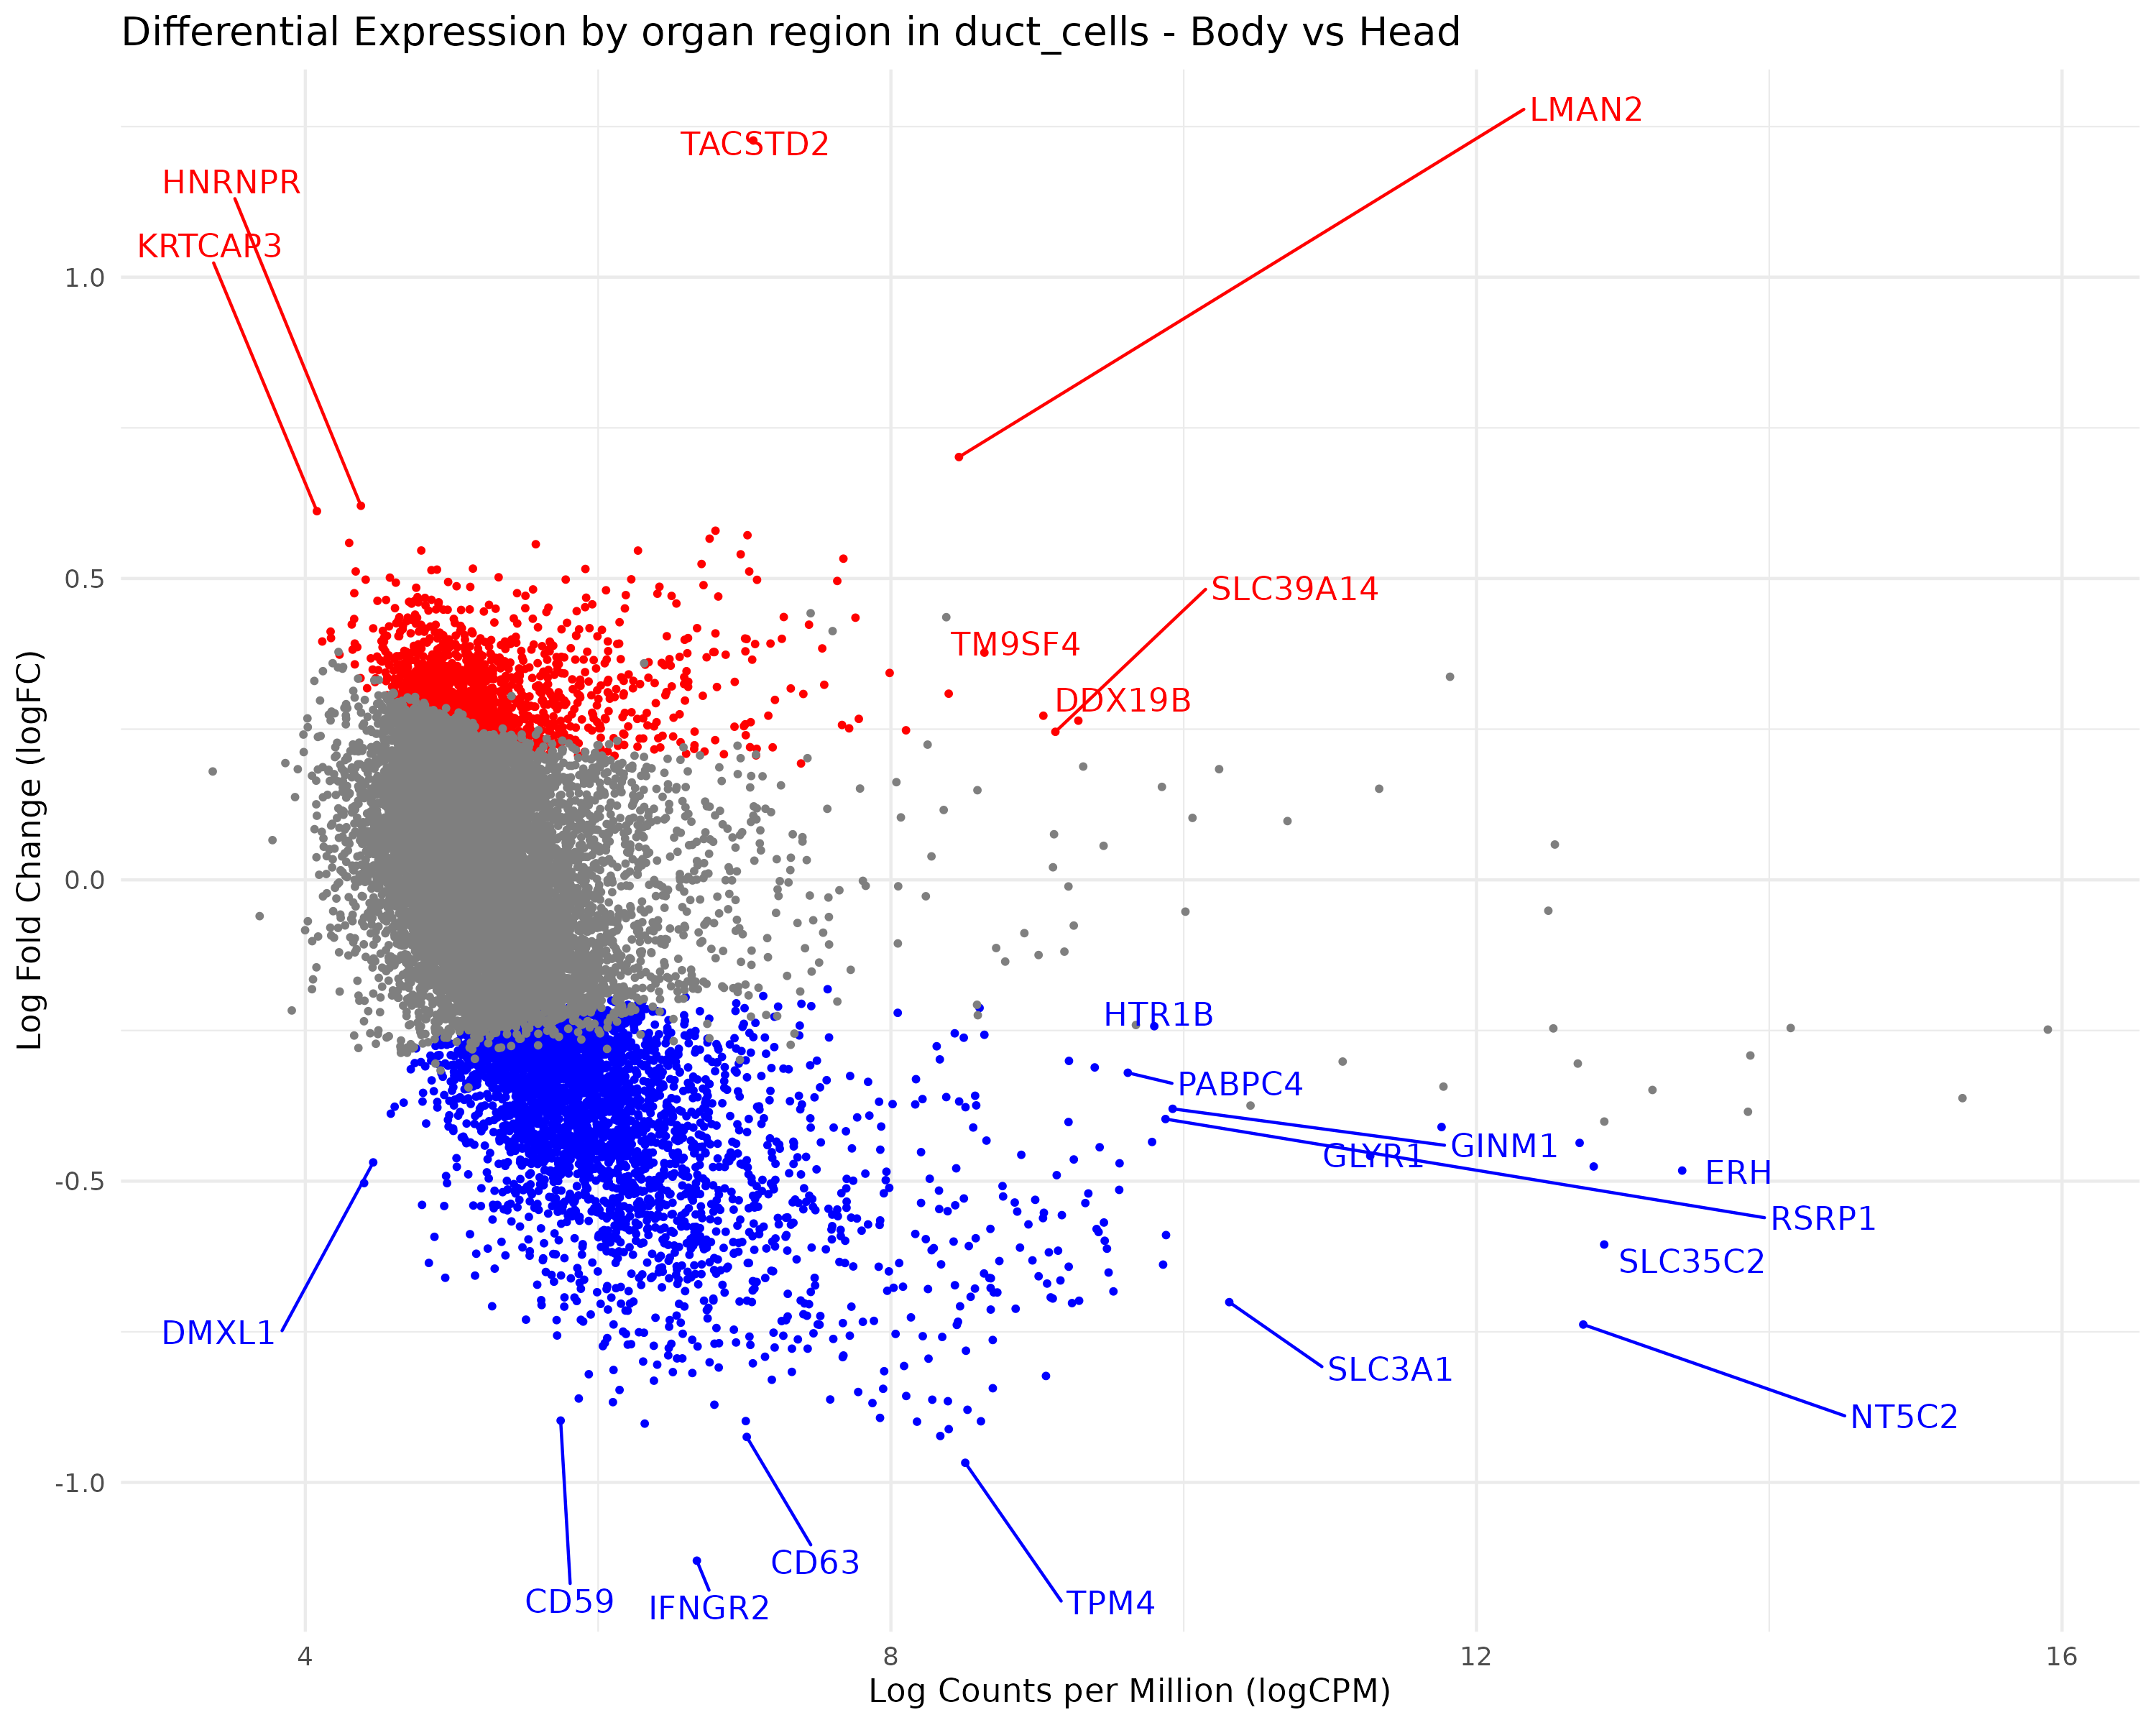 Differential Expression by organ region in duct_cells - Body vs Head
LMAN2
TACSTD2
HNRNPR
KRTCAP3
1.0
0.5
SLC39A14
TM9SF4
DDX19B
0.0
Log Fold Change (logFC)
HTR1B
PABPC4
GINM1
GLYR1
ERH
-0.5
RSRP1
SLC35C2
DMXL1
SLC3A1
NT5C2
-1.0
CD63
CD59
IFNGR2
TPM4
4
8
12
16
Log Counts per Million (logCPM)